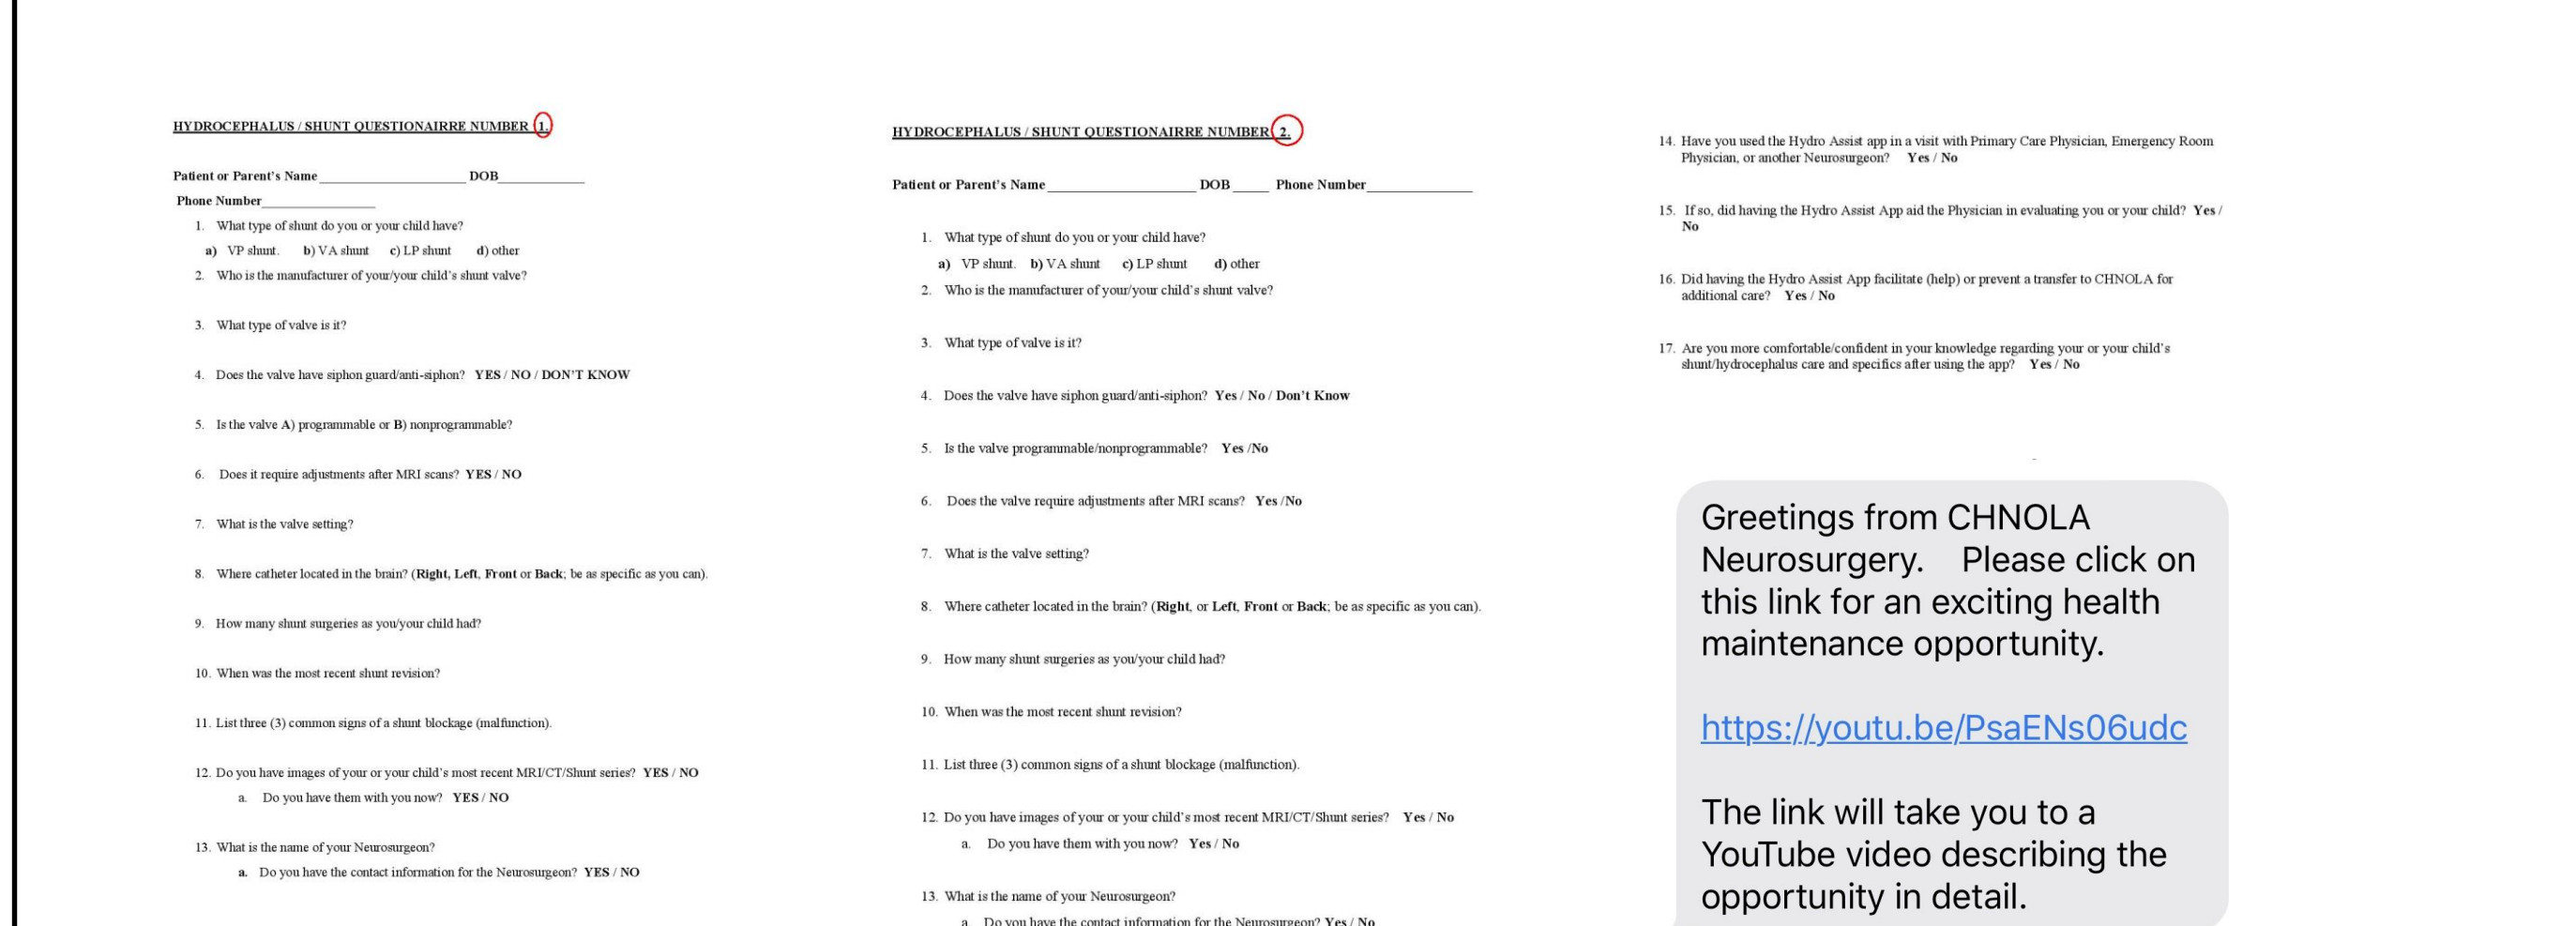 HYDROCEPHALUS / SHUNT QUESTIONAIRRE NUMBER 1.
Patient or Parent's Name____________________ DOB____________
Phone Number________________
1. What type of shunt do you or your child have?
a) VP shunt. b) VA shunt c) LP shunt d) other
2. Who is the manufacturer of your/your child's shunt valve?
3. What type of valve is it?
4. Does the valve have siphon guard/anti-siphon? YES / NO / DON'T KNOW
5. Is the valve A) programmable or B) nonprogrammable?
6. Does it require adjustments after MRI scans? YES / NO
7. What is the valve setting?
8. Where catheter located in the brain? (Right, Left, Front or Back; be as specific as you can).
9. How many shunt surgeries as you/your child had?
10. When was the most recent shunt revision?
11. List three (3) common signs of a shunt blockage (malfunction).
12. Do you have images of your or your child's most recent MRI/CT/Shunt series? YES / NO
a. Do you have them with you now? YES / NO
13. What is the name of your Neurosurgeon?
a. Do you have the contact information for the Neurosurgeon? YES / NO
HYDROCEPHALUS / SHUNT QUESTIONAIRRE NUMBER 2.
Patient or Parent's Name____________________ DOB_____ Phone Number______________
1. What type of shunt do you or your child have?
a) VP shunt. b) VA shunt c) LP shunt d) other
2. Who is the manufacturer of your/your child's shunt valve?
3. What type of valve is it?
4. Does the valve have siphon guard/anti-siphon? Yes / No / Don't Know
5. Is the valve programmable/nonprogrammable? Yes /No
6. Does the valve require adjustments after MRI scans? Yes /No
7. What is the valve setting?
8. Where catheter located in the brain? (Right, or Left, Front or Back; be as specific as you can).
9. How many shunt surgeries as you/your child had?
10. When was the most recent shunt revision?
11. List three (3) common signs of a shunt blockage (malfunction).
12. Do you have images of your or your child's most recent MRI/CT/Shunt series? Yes / No
a. Do you have them with you now? Yes / No
13. What is the name of your Neurosurgeon?
a. Do you have the contact information for the Neurosurgeon? Yes / No
14. Have you used the Hydro Assist app in a visit with Primary Care Physician, Emergency Room
Physician, or another Neurosurgeon? Yes / No
15. If so, did having the Hydro Assist App aid the Physician in evaluating you or your child? Yes /
No
16. Did having the Hydro Assist App facilitate (help) or prevent a transfer to CHNOLA for
additional care? Yes / No
17. Are you more comfortable/confident in your knowledge regarding your or your child's
shunt/hydrocephalus care and specifics after using the app? Yes / No
Greetings from CHNOLA
Neurosurgery. Please click on
this link for an exciting health
maintenance opportunity.
https://youtu.be/PsaENs06udc
The link will take you to a
YouTube video describing the
opportunity in detail.